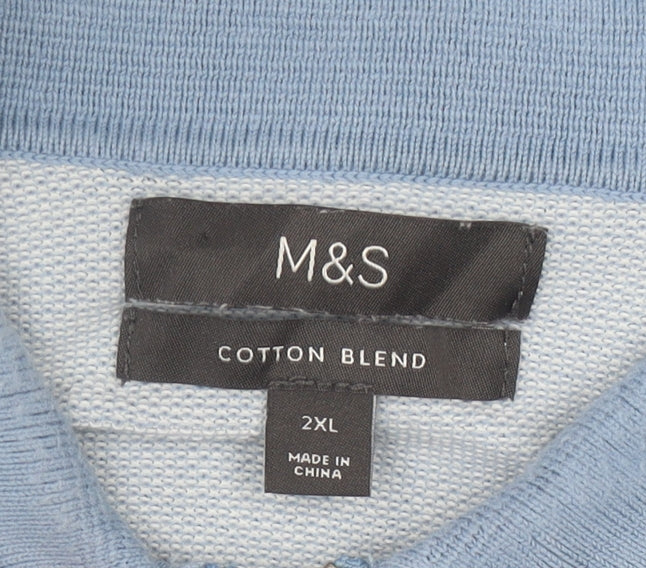 M&S
COTTON BLEND
2XL
MADE IN
CHINA